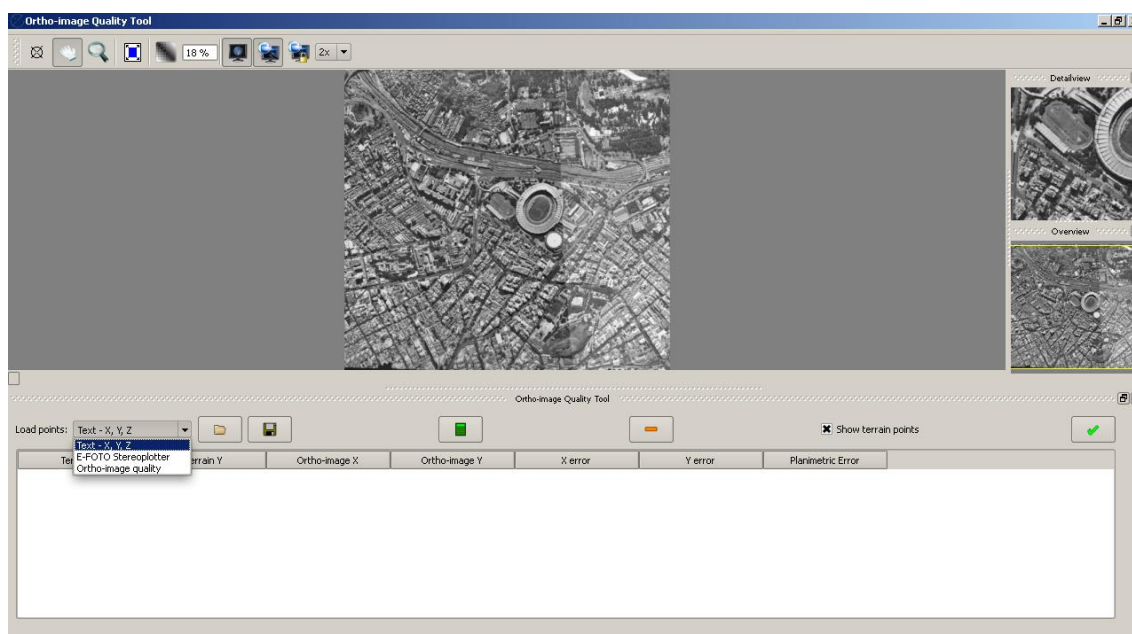 Ortho-image Quality Tool
18 %
2x
Detailview
Overview
Ortho-image Quality Tool
Load points: Text - X, Y, Z
Show terrain points
Text - X, Y, Z
E-FOTO Stereoplotter
Ortho-image quality
Ortho-image X
Ortho-image Y
X error
Y error
Planimetric Error